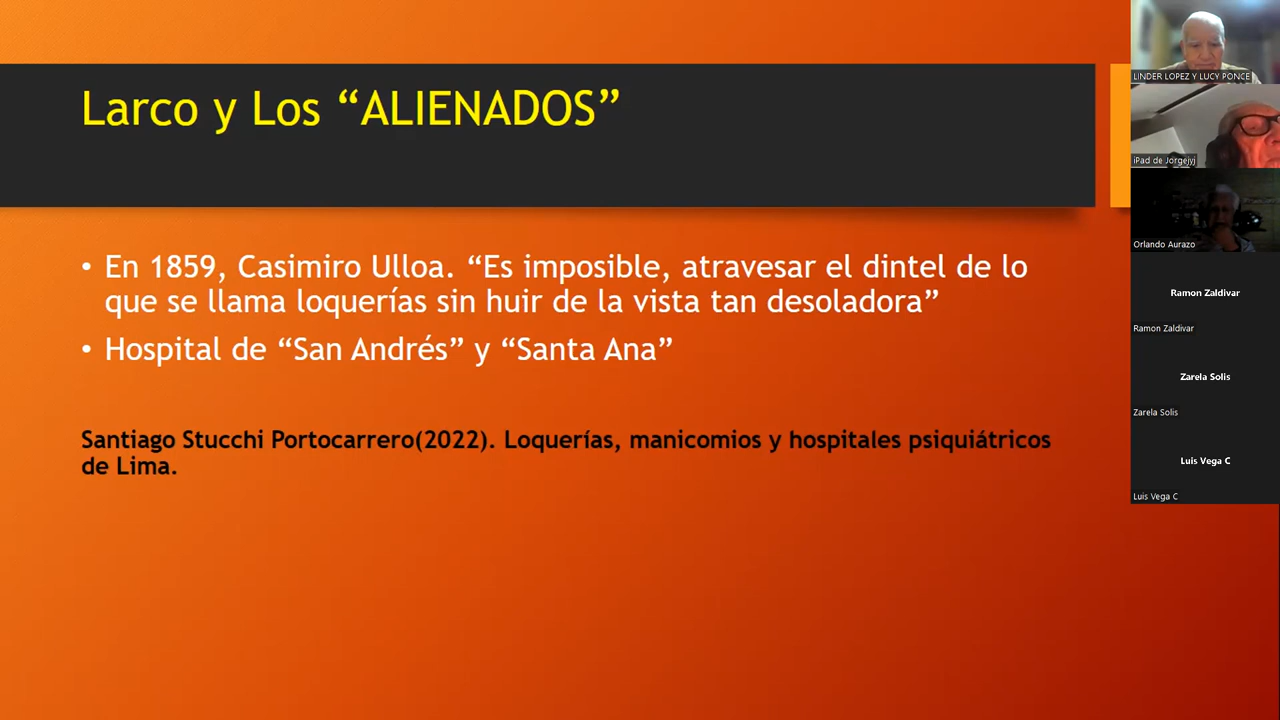 Larco y Los “ALIENADOS”
• En 1859, Casimiro Ulloa. “Es imposible, atravesar el dintel de lo
que se llama loquerías sin huir de la vista tan desoladora”
• Hospital de “San Andrés” y “Santa Ana”
Santiago Stucchi Portocarrero(2022). Loquerías, manicomios y hospitales psiquiátricos
de Lima.
LINDER LOPEZ Y LUCY PONCE
iPad de Jorgejyj
Orlando Aurazo
Ramon Zaldivar
Ramon Zaldivar
Zarela Solis
Zarela Solis
Luis Vega C
Luis Vega C